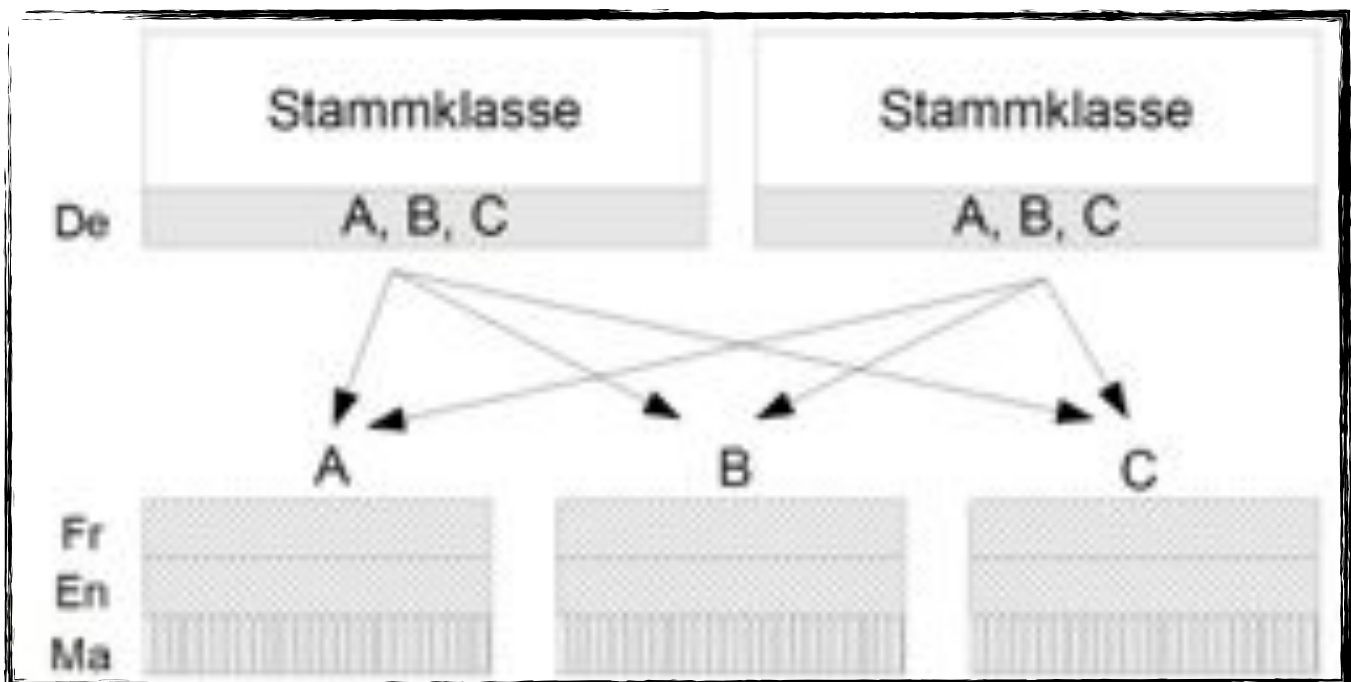 Stammklasse Stammklasse
De A, B, C A, B, C
A B C
Fr
En
Ma